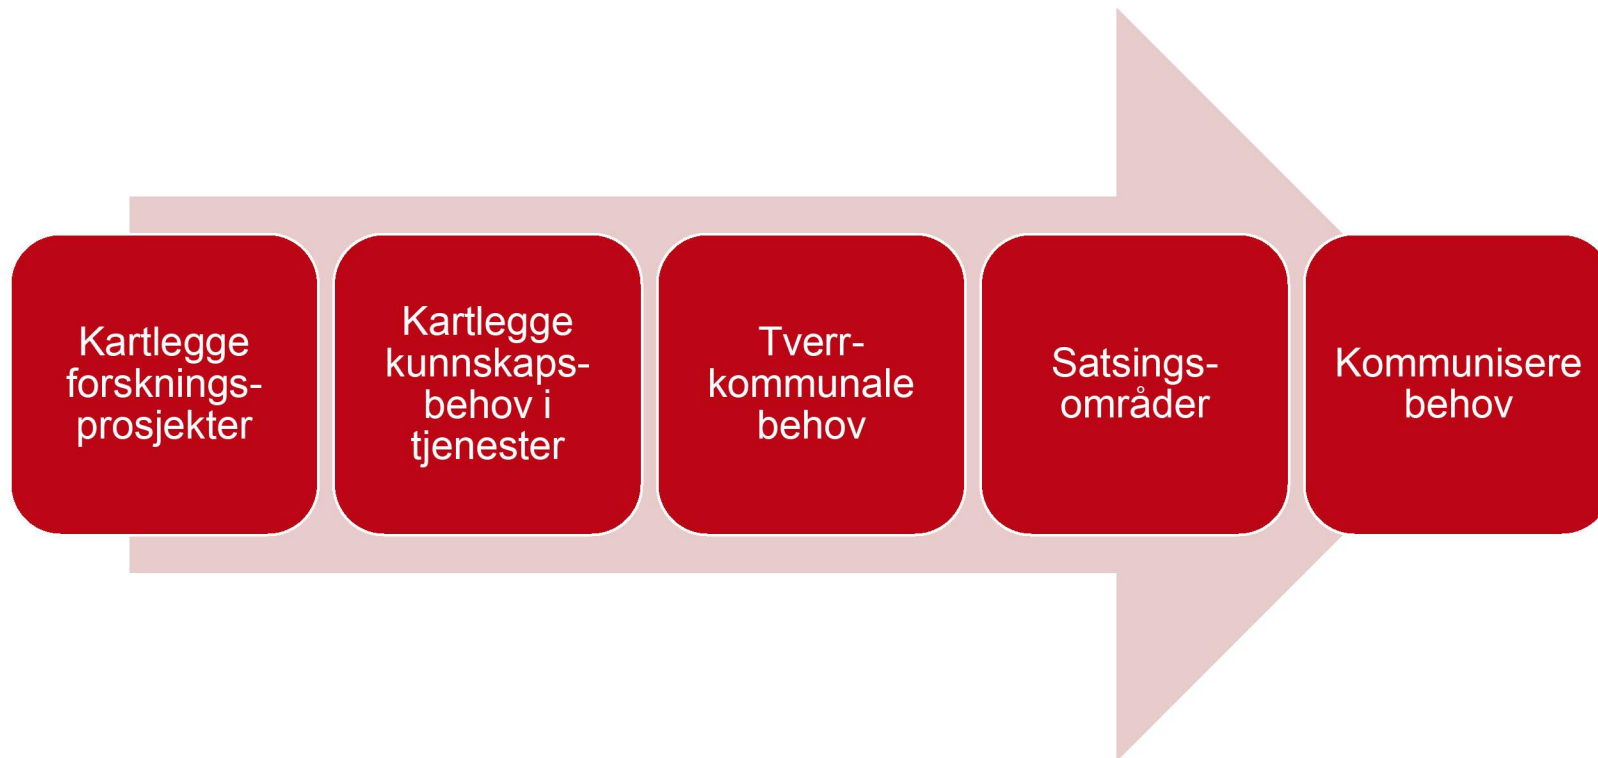 Kartlegge
forsknings-
prosjekter
Kartlegge
kunnskaps-
behov i
tjenester
Tverr-
kommunale
behov
Satsings-
områder
Kommunisere
behov